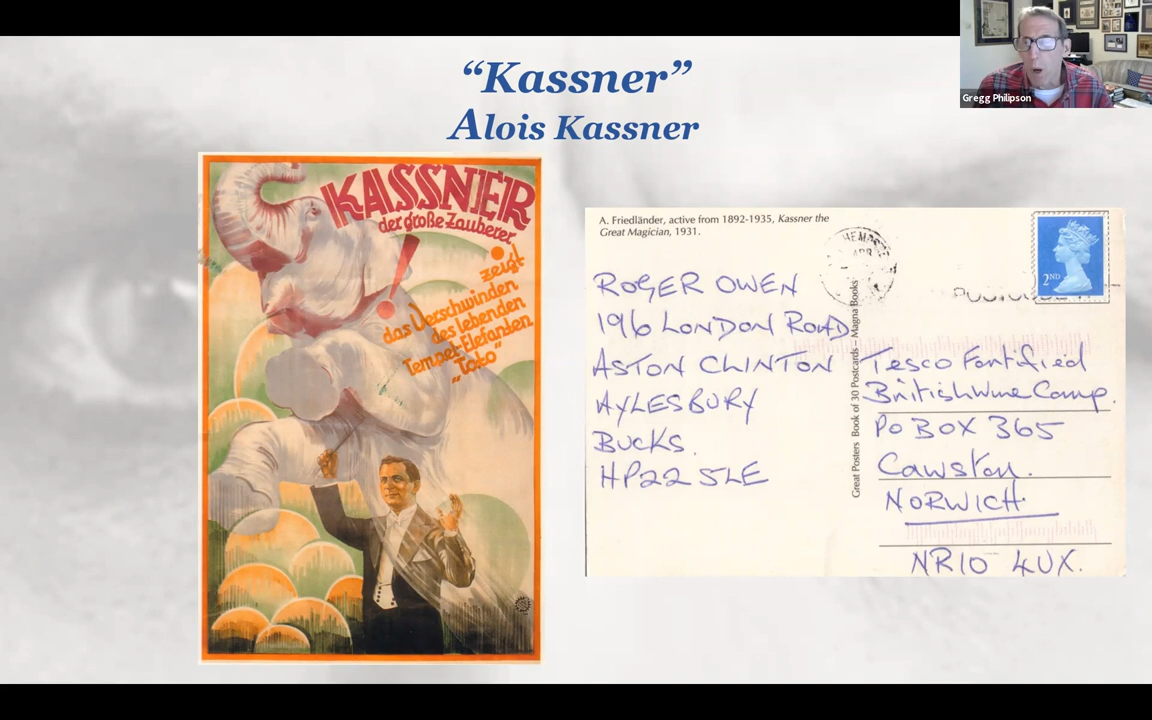 “Kassner”
Alois Kassner
Gregg Philipson
KASSNER
der große Zauberer
!
zeigt
das Verschwinden
des lebenden
Tempel-Elefanten
„Toto“
A. Friedländer, active from 1892-1935, Kassner the
Great Magician, 1931.
2ND
ROGER OWEN
196 LONDON ROAD
ASTON CLINTON
AYLESBURY
BUCKS.
HP22 5LE
Great Posters Book of 30 Postcards – Magna Books
Tesco Fortified
British Wine Comp.
PO BOX 365
Cawston.
NORWICH
NR10 4UX.